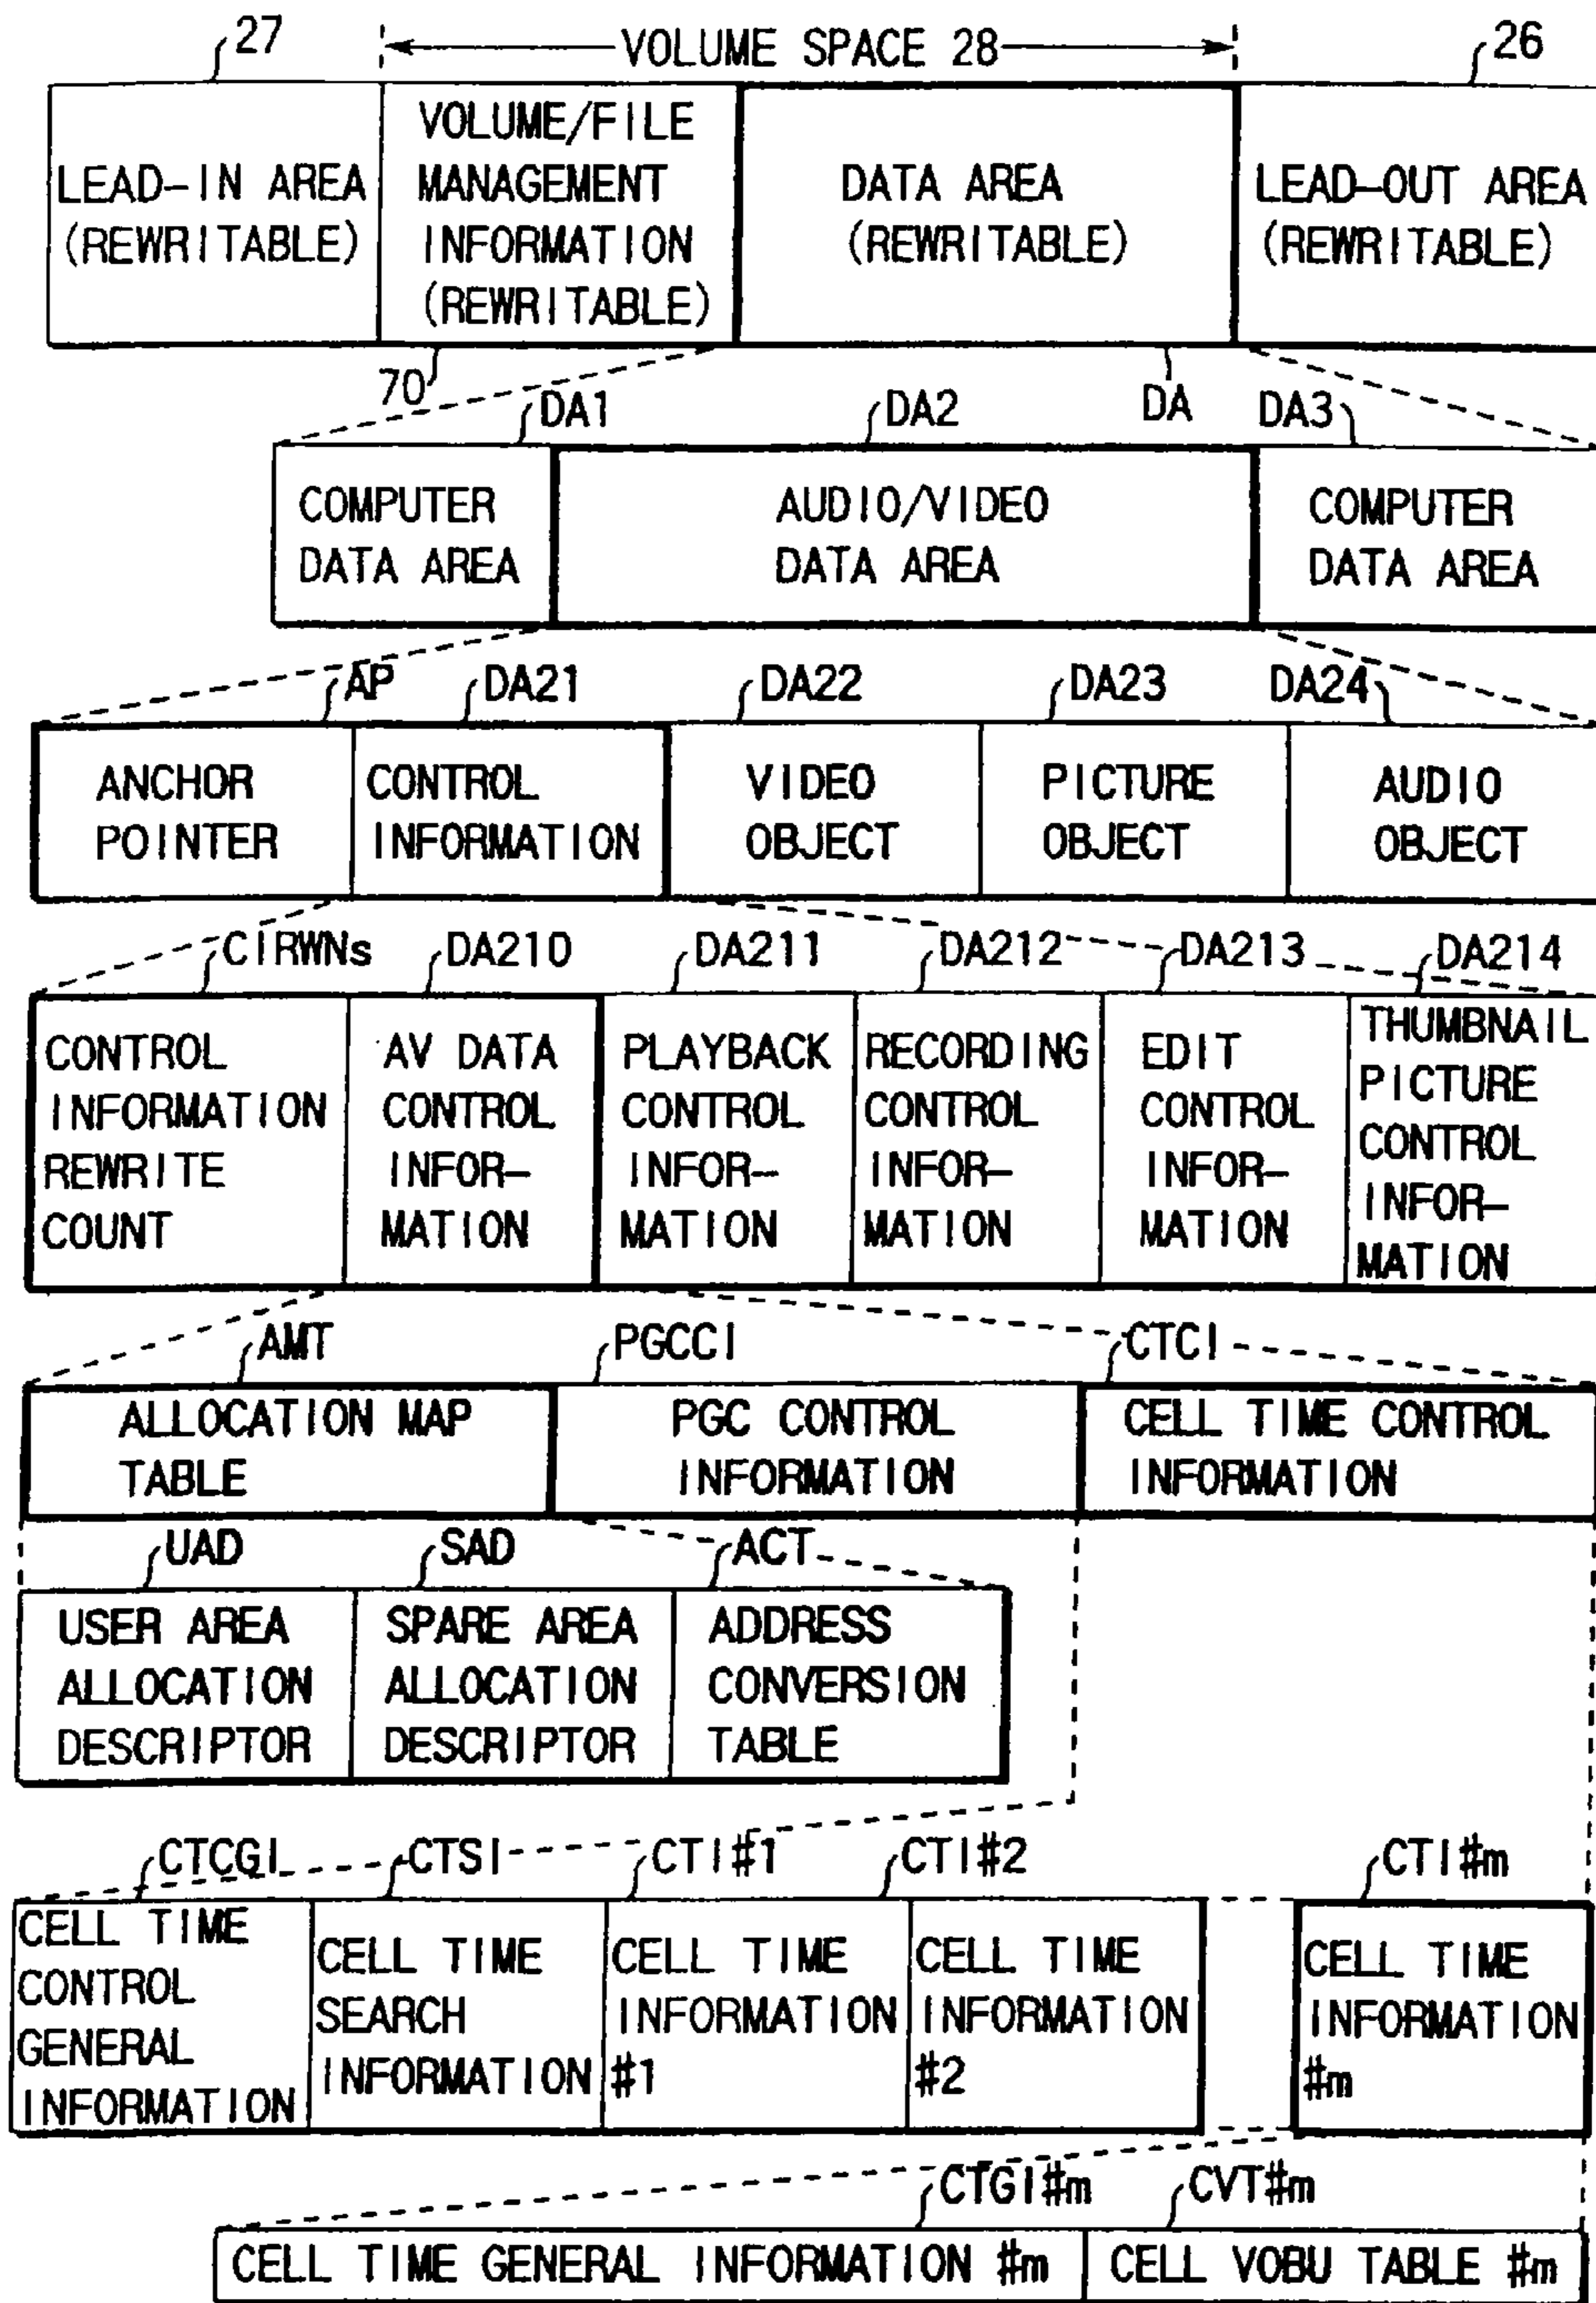 27
VOLUME SPACE 28
26
LEAD-IN AREA
(REWRITABLE)
VOLUME/FILE
MANAGEMENT
INFORMATION
(REWRITABLE)
DATA AREA
(REWRITABLE)
LEAD-OUT AREA
(REWRITABLE)
70
DA
DA1
DA2
DA3
COMPUTER
DATA AREA
AUDIO/VIDEO
DATA AREA
COMPUTER
DATA AREA
AP
DA21
DA22
DA23
DA24
ANCHOR
POINTER
CONTROL
INFORMATION
VIDEO
OBJECT
PICTURE
OBJECT
AUDIO
OBJECT
CIRWNs
DA210
DA211
DA212
DA213
DA214
CONTROL
INFORMATION
REWRITE
COUNT
AV DATA
CONTROL
INFOR-
MATION
PLAYBACK
CONTROL
INFOR-
MATION
RECORDING
CONTROL
INFOR-
MATION
EDIT
CONTROL
INFOR-
MATION
THUMBNAIL
PICTURE
CONTROL
INFOR-
MATION
AMT
PGCCI
CTCI
ALLOCATION MAP
TABLE
PGC CONTROL
INFORMATION
CELL TIME CONTROL
INFORMATION
UAD
SAD
ACT
USER AREA
ALLOCATION
DESCRIPTOR
SPARE AREA
ALLOCATION
DESCRIPTOR
ADDRESS
CONVERSION
TABLE
CTCGI
CTSI
CTI#1
CTI#2
CTI#m
CELL TIME
CONTROL
GENERAL
INFORMATION
CELL TIME
SEARCH
INFORMATION
CELL TIME
INFORMATION
#1
CELL TIME
INFORMATION
#2
CELL TIME
INFORMATION
#m
CTGI#m
CVT#m
CELL TIME GENERAL INFORMATION #m
CELL VOBU TABLE #m